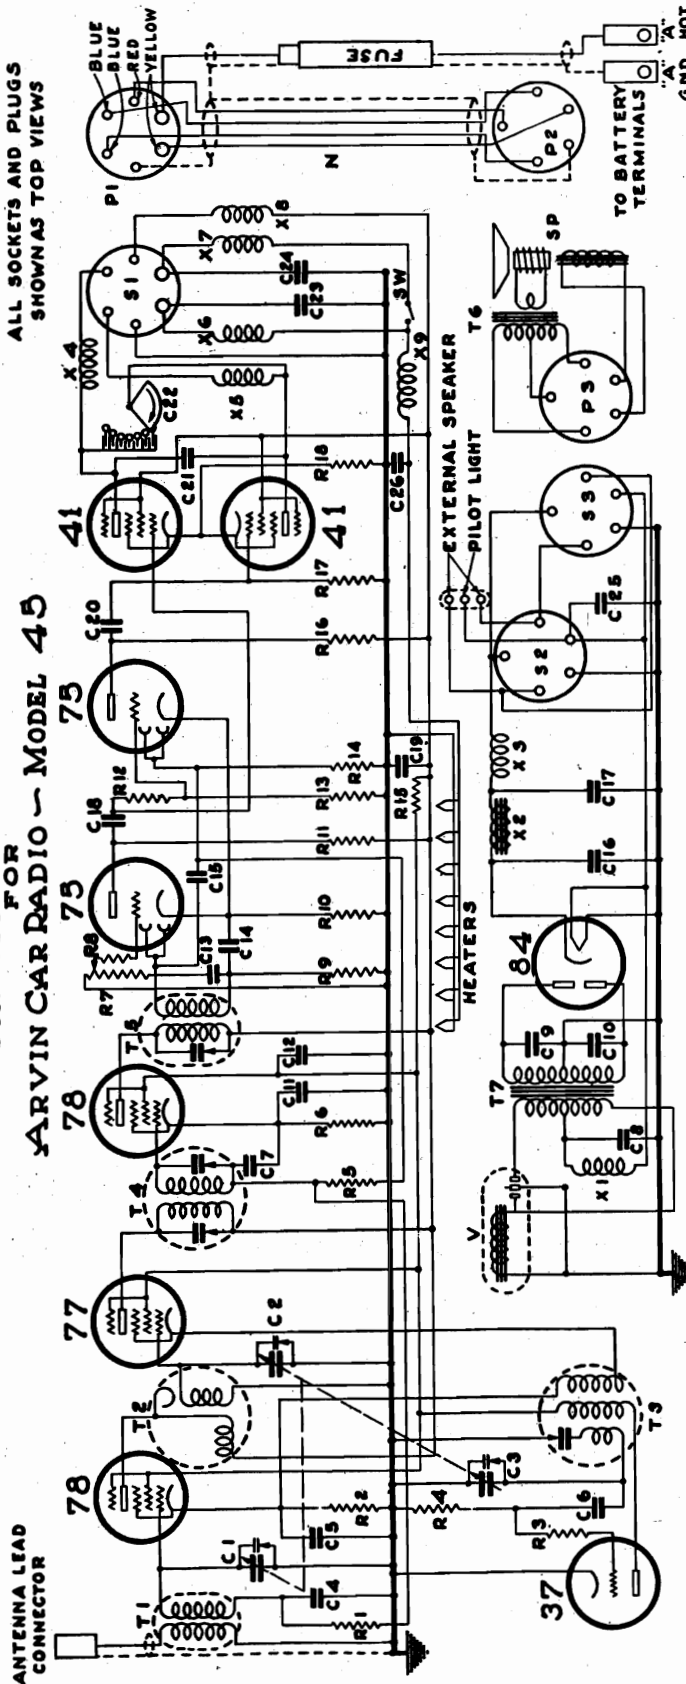 FOR
ARVIN CAR RADIO - MODEL 45
ALL SOCKETS AND PLUGS
SHOWN AS TOP VIEWS
ANTENNA LEAD
CONNECTOR
78
77
78
75
75
41
41
T1
T2
T4
T5
C1
C2
C4
C5
R1
R2
R4
C3
R3
C6
37
T3
R5
C7
R6
C11
C12
R7
R8
C13
C14
C15
R9
R10
R11
C18
R12
R13
R14
R15
C19
C20
R16
R17
R18
C21
C22
C26
X4
X5
X6
X7
X8
X9
S1
C23
C24
SW
HEATERS
V
X1
C8
T7
C9
C10
84
C16
C17
X2
X3
S2
C25
S3
EXTERNAL SPEAKER
PILOT LIGHT
P3
T6
SP
P1
BLUE
BLUE
RED
YELLOW
N
FUSE
P2
TO BATTERY
TERMINALS
"A"
HOT
"A"
GND